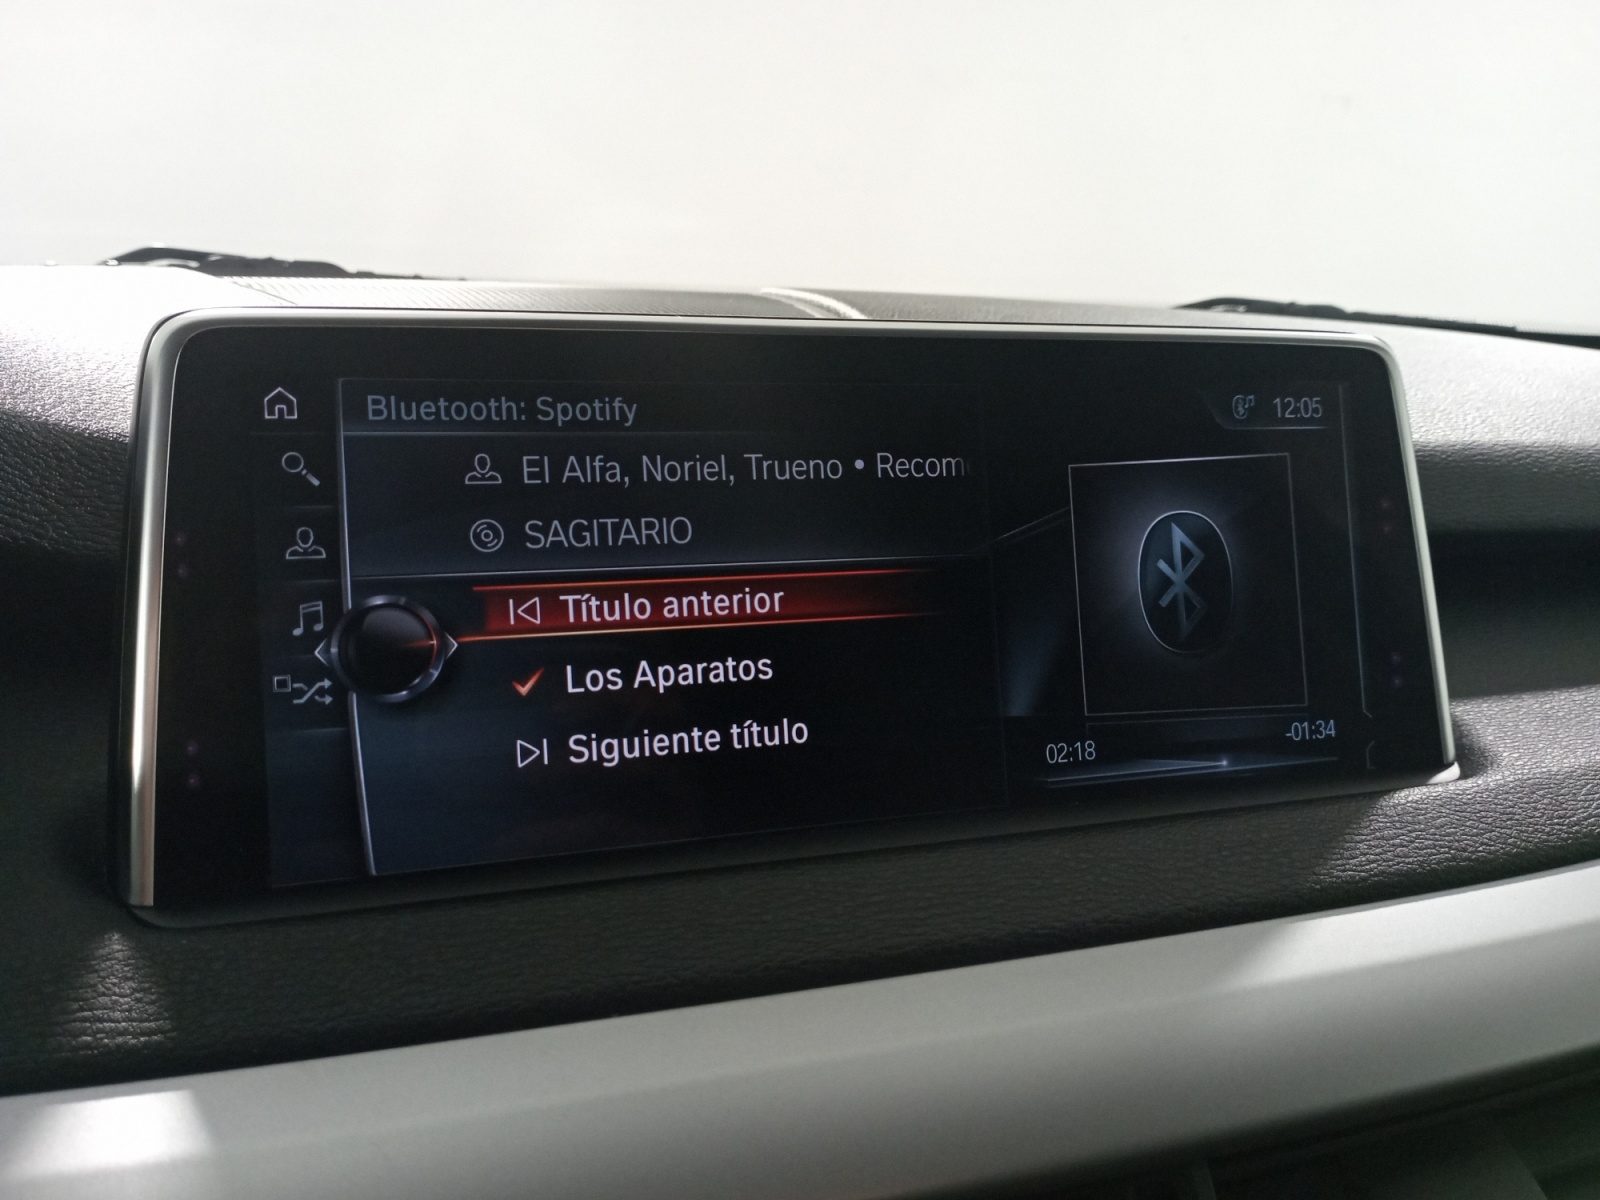 Bluetooth: Spotify
12:05
El Alfa, Noriel, Trueno • Recom
SAGITARIO
Título anterior
Los Aparatos
Siguiente título
02:18
-01:34